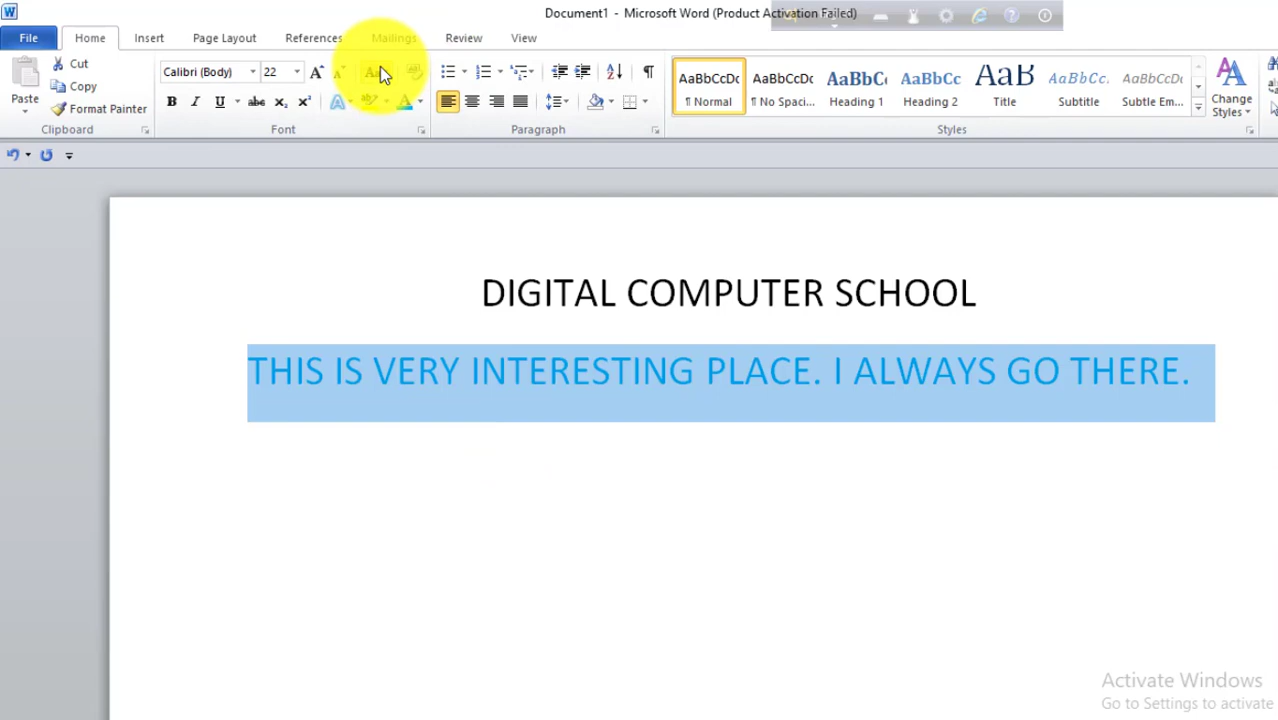 Document1 - Microsoft Word (Product Activation Failed)
File Home Insert Page Layout References Mailings Review View
Cut
Copy
Format Painter
Paste
Clipboard
Calibri (Body) 22
Font
Paragraph
AaBbCcDc AaBbCcDc AaBbCc AaBbCc AaB AaBbCcL AaBbCcDc
¶ Normal ¶ No Spaci... Heading 1 Heading 2 Title Subtitle Subtle Em...
Styles
Change
Styles
DIGITAL COMPUTER SCHOOL
THIS IS VERY INTERESTING PLACE. I ALWAYS GO THERE.
Activate Windows
Go to Settings to activate